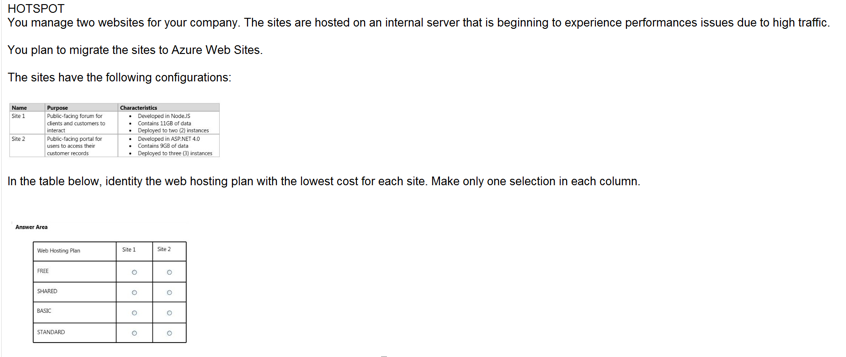 HOTSPOT
You manage two websites for your company. The sites are hosted on an internal server that is beginning to experience performances issues due to high traffic.
You plan to migrate the sites to Azure Web Sites.
The sites have the following configurations:
Name Purpose Characteristics
Site 1 Public-facing forum for clients and customers to interact • Developed in NodeJS • Contains 11GB of data • Deployed to two (2) instances
Site 2 Public-facing portal for users to access their customer records • Developed in ASP.NET 4.0 • Contains 9GB of data • Deployed to three (3) instances
In the table below, identity the web hosting plan with the lowest cost for each site. Make only one selection in each column.
Answer Area
Web Hosting Plan Site 1 Site 2
FREE
SHARED
BASIC
STANDARD